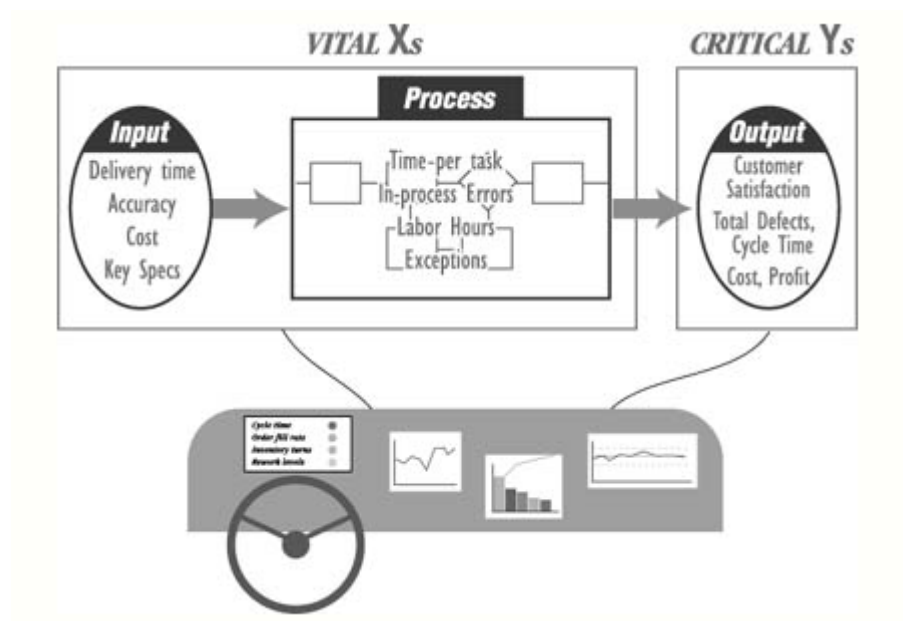 VITAL Xs
CRITICAL Ys
Input
Delivery time
Accuracy
Cost
Key Specs
Process
Time-per task
In-process Errors
Labor Hours
Exceptions
Output
Customer
Satisfaction
Total Defects,
Cycle Time
Cost, Profit
Cycle time
Order fill rate
Inventory turns
Rework levels